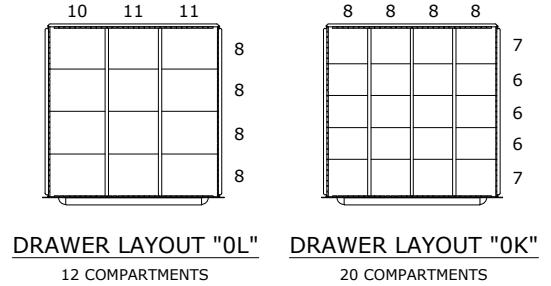 10 11 11
8
8
8
8
DRAWER LAYOUT "0L"
12 COMPARTMENTS
8 8 8 8
7
6
6
6
7
DRAWER LAYOUT "0K"
20 COMPARTMENTS